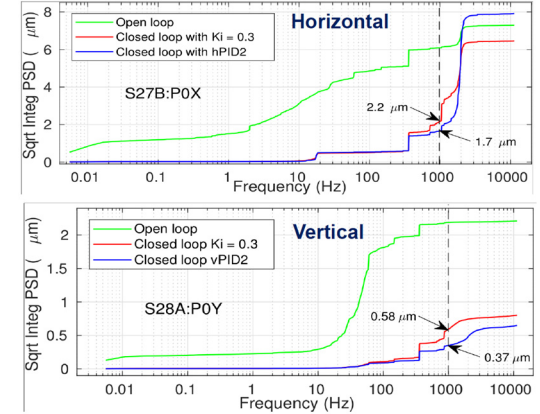 Horizontal
Sqrt Integ PSD ( μm)
8
6
4
2
0
Open loop
Closed loop with Ki = 0.3
Closed loop with hPID2
S27B:P0X
2.2 μm
1.7 μm
0.01 0.1 1 10 100 1000 10000
Frequency (Hz)
Vertical
Sqrt Integ PSD ( μm)
2
1.5
1
0.5
0
Open loop
Closed loop Ki = 0.3
Closed loop vPID2
S28A:P0Y
0.58 μm
0.37 μm
0.01 0.1 1 10 100 1000 10000
Frequency (Hz)